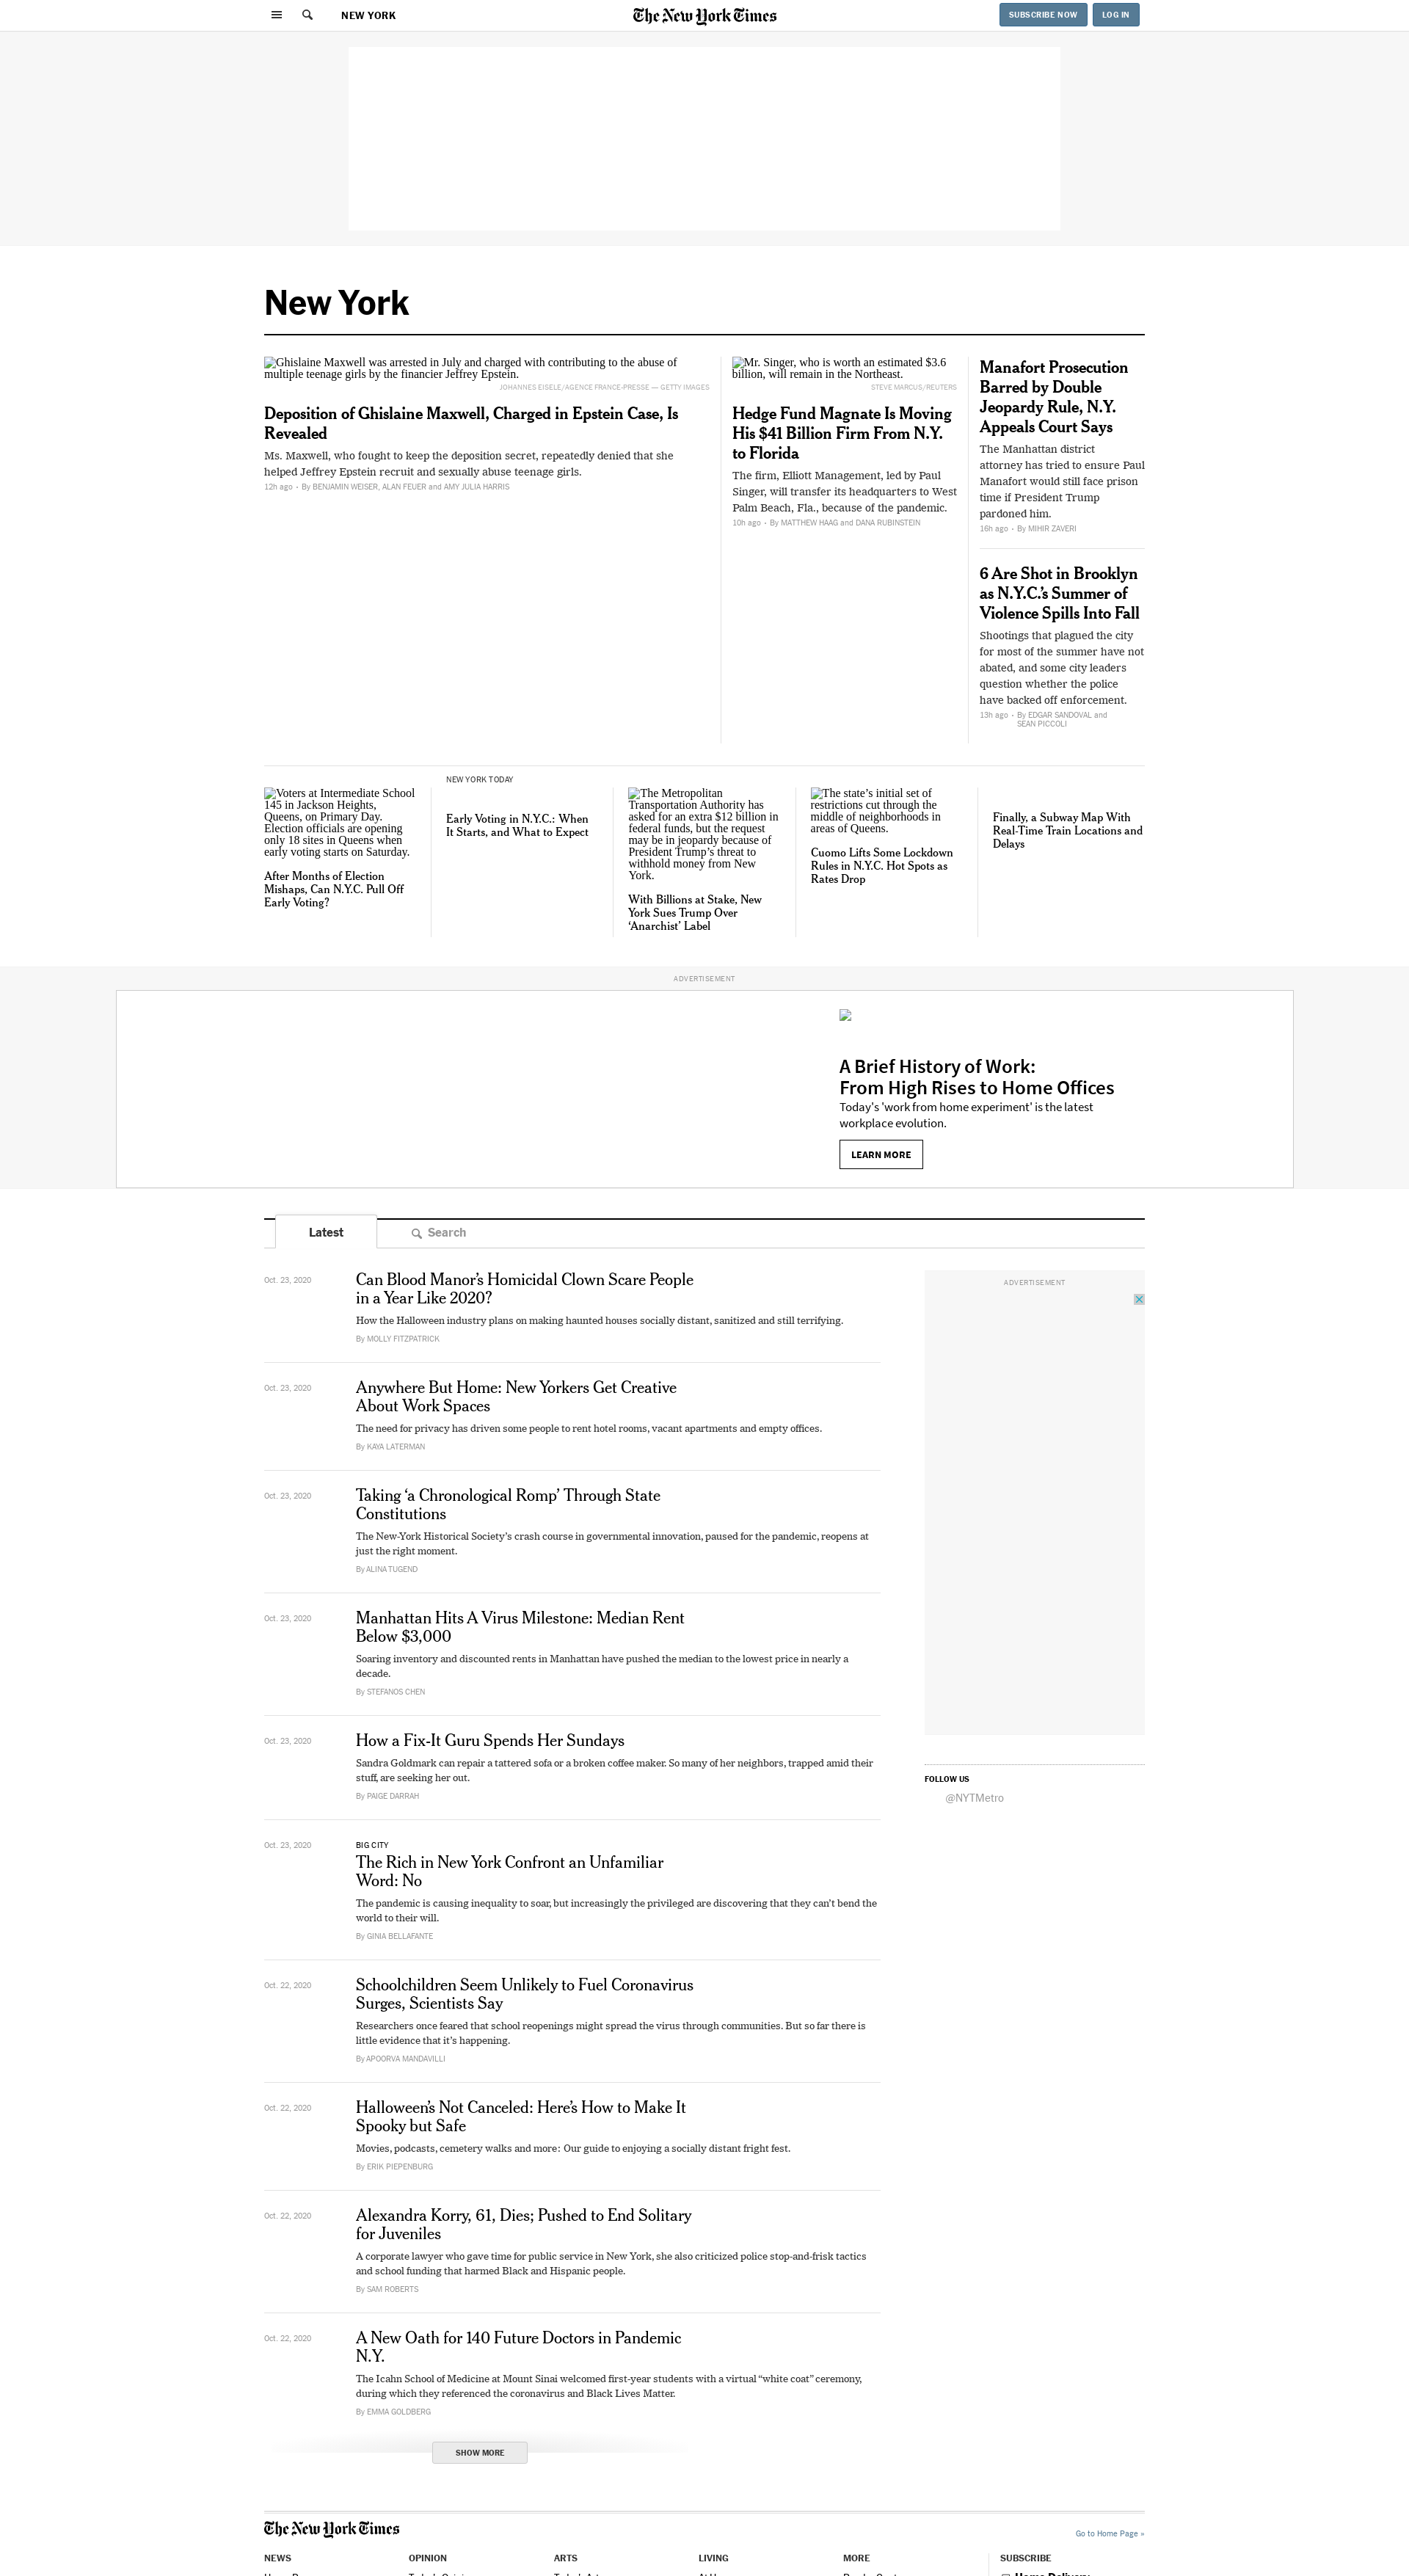 NEW YORK
The New York Times
SUBSCRIBE NOW
LOG IN
New York
Ghislaine Maxwell was arrested in July and charged with contributing to the abuse of
multiple teenage girls by the financier Jeffrey Epstein.
JOHANNES EISELE/AGENCE FRANCE-PRESSE — GETTY IMAGES
Deposition of Ghislaine Maxwell, Charged in Epstein Case, Is
Revealed
Ms. Maxwell, who fought to keep the deposition secret, repeatedly denied that she
helped Jeffrey Epstein recruit and sexually abuse teenage girls.
12h ago • By BENJAMIN WEISER, ALAN FEUER and AMY JULIA HARRIS
Mr. Singer, who is worth an estimated $3.6
billion, will remain in the Northeast.
STEVE MARCUS/REUTERS
Hedge Fund Magnate Is Moving
His $41 Billion Firm From N.Y.
to Florida
The firm, Elliott Management, led by Paul
Singer, will transfer its headquarters to West
Palm Beach, Fla., because of the pandemic.
10h ago • By MATTHEW HAAG and DANA RUBINSTEIN
Manafort Prosecution
Barred by Double
Jeopardy Rule, N.Y.
Appeals Court Says
The Manhattan district
attorney has tried to ensure Paul
Manafort would still face prison
time if President Trump
pardoned him.
16h ago • By MIHIR ZAVERI
6 Are Shot in Brooklyn
as N.Y.C.’s Summer of
Violence Spills Into Fall
Shootings that plagued the city
for most of the summer have not
abated, and some city leaders
question whether the police
have backed off enforcement.
13h ago • By EDGAR SANDOVAL and
SEAN PICCOLI
Voters at Intermediate School
145 in Jackson Heights,
Queens, on Primary Day.
Election officials are opening
only 18 sites in Queens when
early voting starts on Saturday.
After Months of Election
Mishaps, Can N.Y.C. Pull Off
Early Voting?
NEW YORK TODAY
Early Voting in N.Y.C.: When
It Starts, and What to Expect
The Metropolitan
Transportation Authority has
asked for an extra $12 billion in
federal funds, but the request
may be in jeopardy because of
President Trump’s threat to
withhold money from New
York.
With Billions at Stake, New
York Sues Trump Over
‘Anarchist’ Label
The state’s initial set of
restrictions cut through the
middle of neighborhoods in
areas of Queens.
Cuomo Lifts Some Lockdown
Rules in N.Y.C. Hot Spots as
Rates Drop
Finally, a Subway Map With
Real-Time Train Locations and
Delays
ADVERTISEMENT
A Brief History of Work:
From High Rises to Home Offices
Today's 'work from home experiment' is the latest
workplace evolution.
LEARN MORE
Latest
Search
Oct. 23, 2020
Can Blood Manor’s Homicidal Clown Scare People
in a Year Like 2020?
How the Halloween industry plans on making haunted houses socially distant, sanitized and still terrifying.
By MOLLY FITZPATRICK
Oct. 23, 2020
Anywhere But Home: New Yorkers Get Creative
About Work Spaces
The need for privacy has driven some people to rent hotel rooms, vacant apartments and empty offices.
By KAYA LATERMAN
Oct. 23, 2020
Taking ‘a Chronological Romp’ Through State
Constitutions
The New-York Historical Society’s crash course in governmental innovation, paused for the pandemic, reopens at
just the right moment.
By ALINA TUGEND
Oct. 23, 2020
Manhattan Hits A Virus Milestone: Median Rent
Below $3,000
Soaring inventory and discounted rents in Manhattan have pushed the median to the lowest price in nearly a
decade.
By STEFANOS CHEN
Oct. 23, 2020
How a Fix-It Guru Spends Her Sundays
Sandra Goldmark can repair a tattered sofa or a broken coffee maker. So many of her neighbors, trapped amid their
stuff, are seeking her out.
By PAIGE DARRAH
Oct. 23, 2020
BIG CITY
The Rich in New York Confront an Unfamiliar
Word: No
The pandemic is causing inequality to soar, but increasingly the privileged are discovering that they can’t bend the
world to their will.
By GINIA BELLAFANTE
Oct. 22, 2020
Schoolchildren Seem Unlikely to Fuel Coronavirus
Surges, Scientists Say
Researchers once feared that school reopenings might spread the virus through communities. But so far there is
little evidence that it’s happening.
By APOORVA MANDAVILLI
Oct. 22, 2020
Halloween’s Not Canceled: Here’s How to Make It
Spooky but Safe
Movies, podcasts, cemetery walks and more: Our guide to enjoying a socially distant fright fest.
By ERIK PIEPENBURG
Oct. 22, 2020
Alexandra Korry, 61, Dies; Pushed to End Solitary
for Juveniles
A corporate lawyer who gave time for public service in New York, she also criticized police stop-and-frisk tactics
and school funding that harmed Black and Hispanic people.
By SAM ROBERTS
Oct. 22, 2020
A New Oath for 140 Future Doctors in Pandemic
N.Y.
The Icahn School of Medicine at Mount Sinai welcomed first-year students with a virtual “white coat” ceremony,
during which they referenced the coronavirus and Black Lives Matter.
By EMMA GOLDBERG
SHOW MORE
ADVERTISEMENT
FOLLOW US
@NYTMetro
The New York Times
Go to Home Page »
NEWS
OPINION
ARTS
LIVING
MORE
SUBSCRIBE